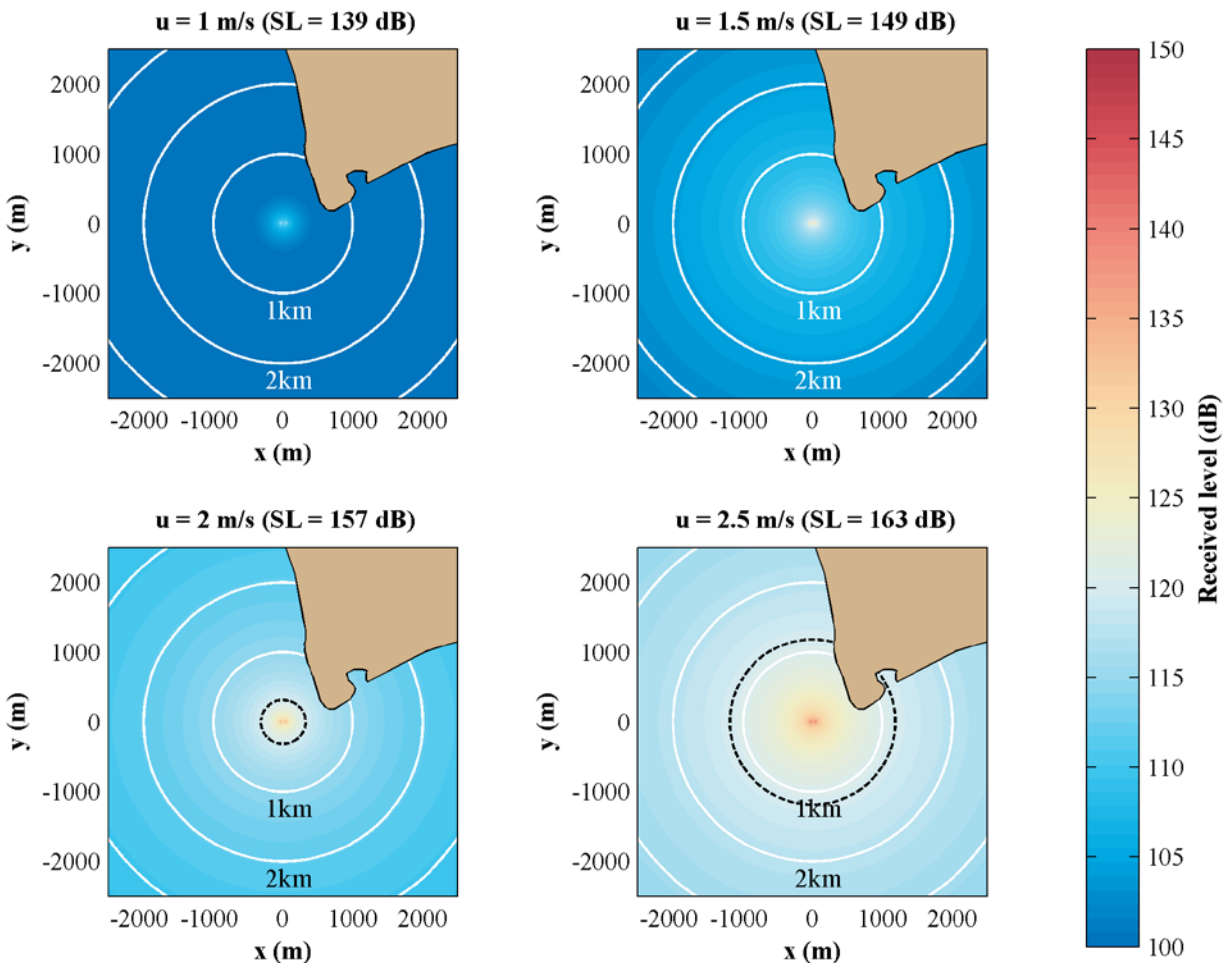 u = 1 m/s (SL = 139 dB)
2000
1000
0
-1000
-2000
y (m)
1km
2km
-2000 -1000 0 1000 2000
x (m)
u = 1.5 m/s (SL = 149 dB)
2000
1000
0
-1000
-2000
y (m)
1km
2km
-2000 -1000 0 1000 2000
x (m)
u = 2 m/s (SL = 157 dB)
2000
1000
0
-1000
-2000
y (m)
1km
2km
-2000 -1000 0 1000 2000
x (m)
u = 2.5 m/s (SL = 163 dB)
2000
1000
0
-1000
-2000
y (m)
1km
2km
-2000 -1000 0 1000 2000
x (m)
150
145
140
135
130
125
120
115
110
105
100
Received level (dB)